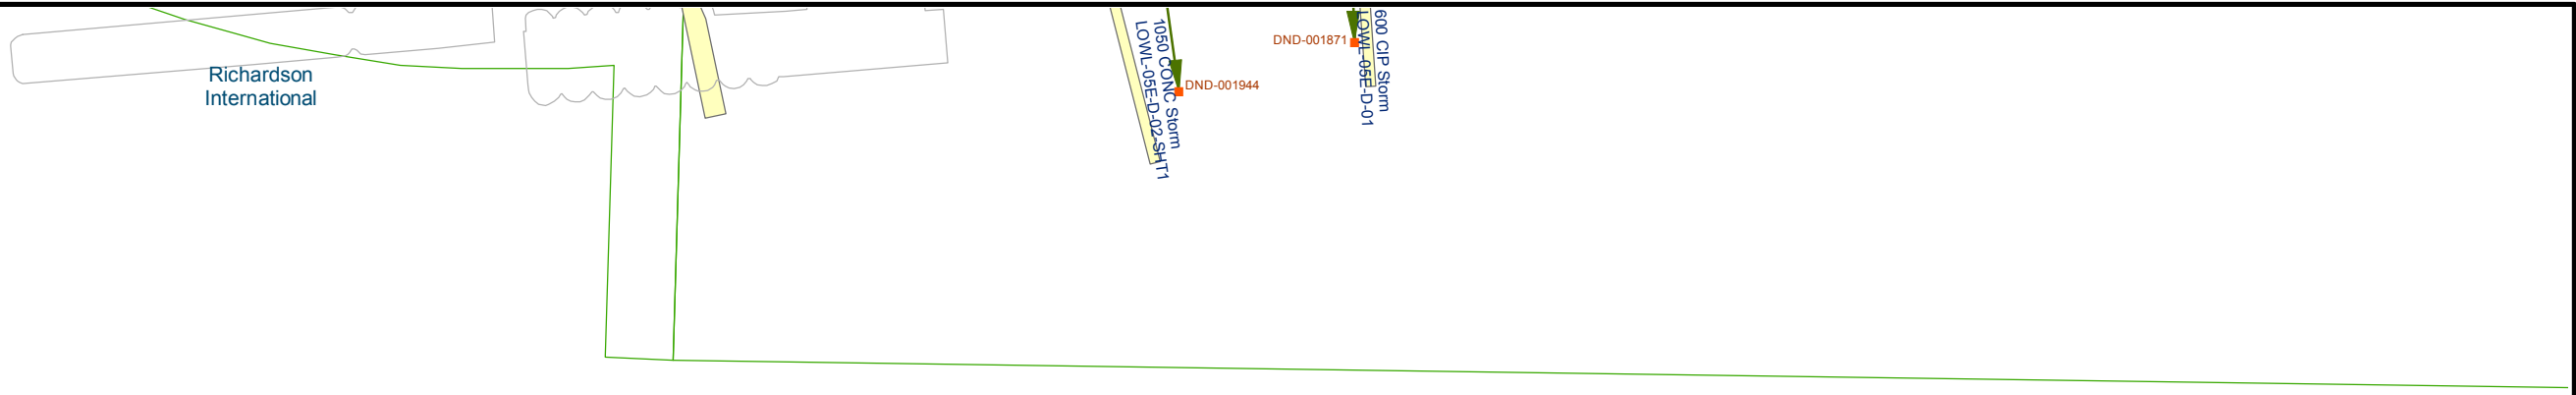 Richardson
International
1050 CONC Storm
LOWL-05E-D-02-SHT1
DND-001944
DND-001871
600 CIP Storm
LOWL-05E-D-01